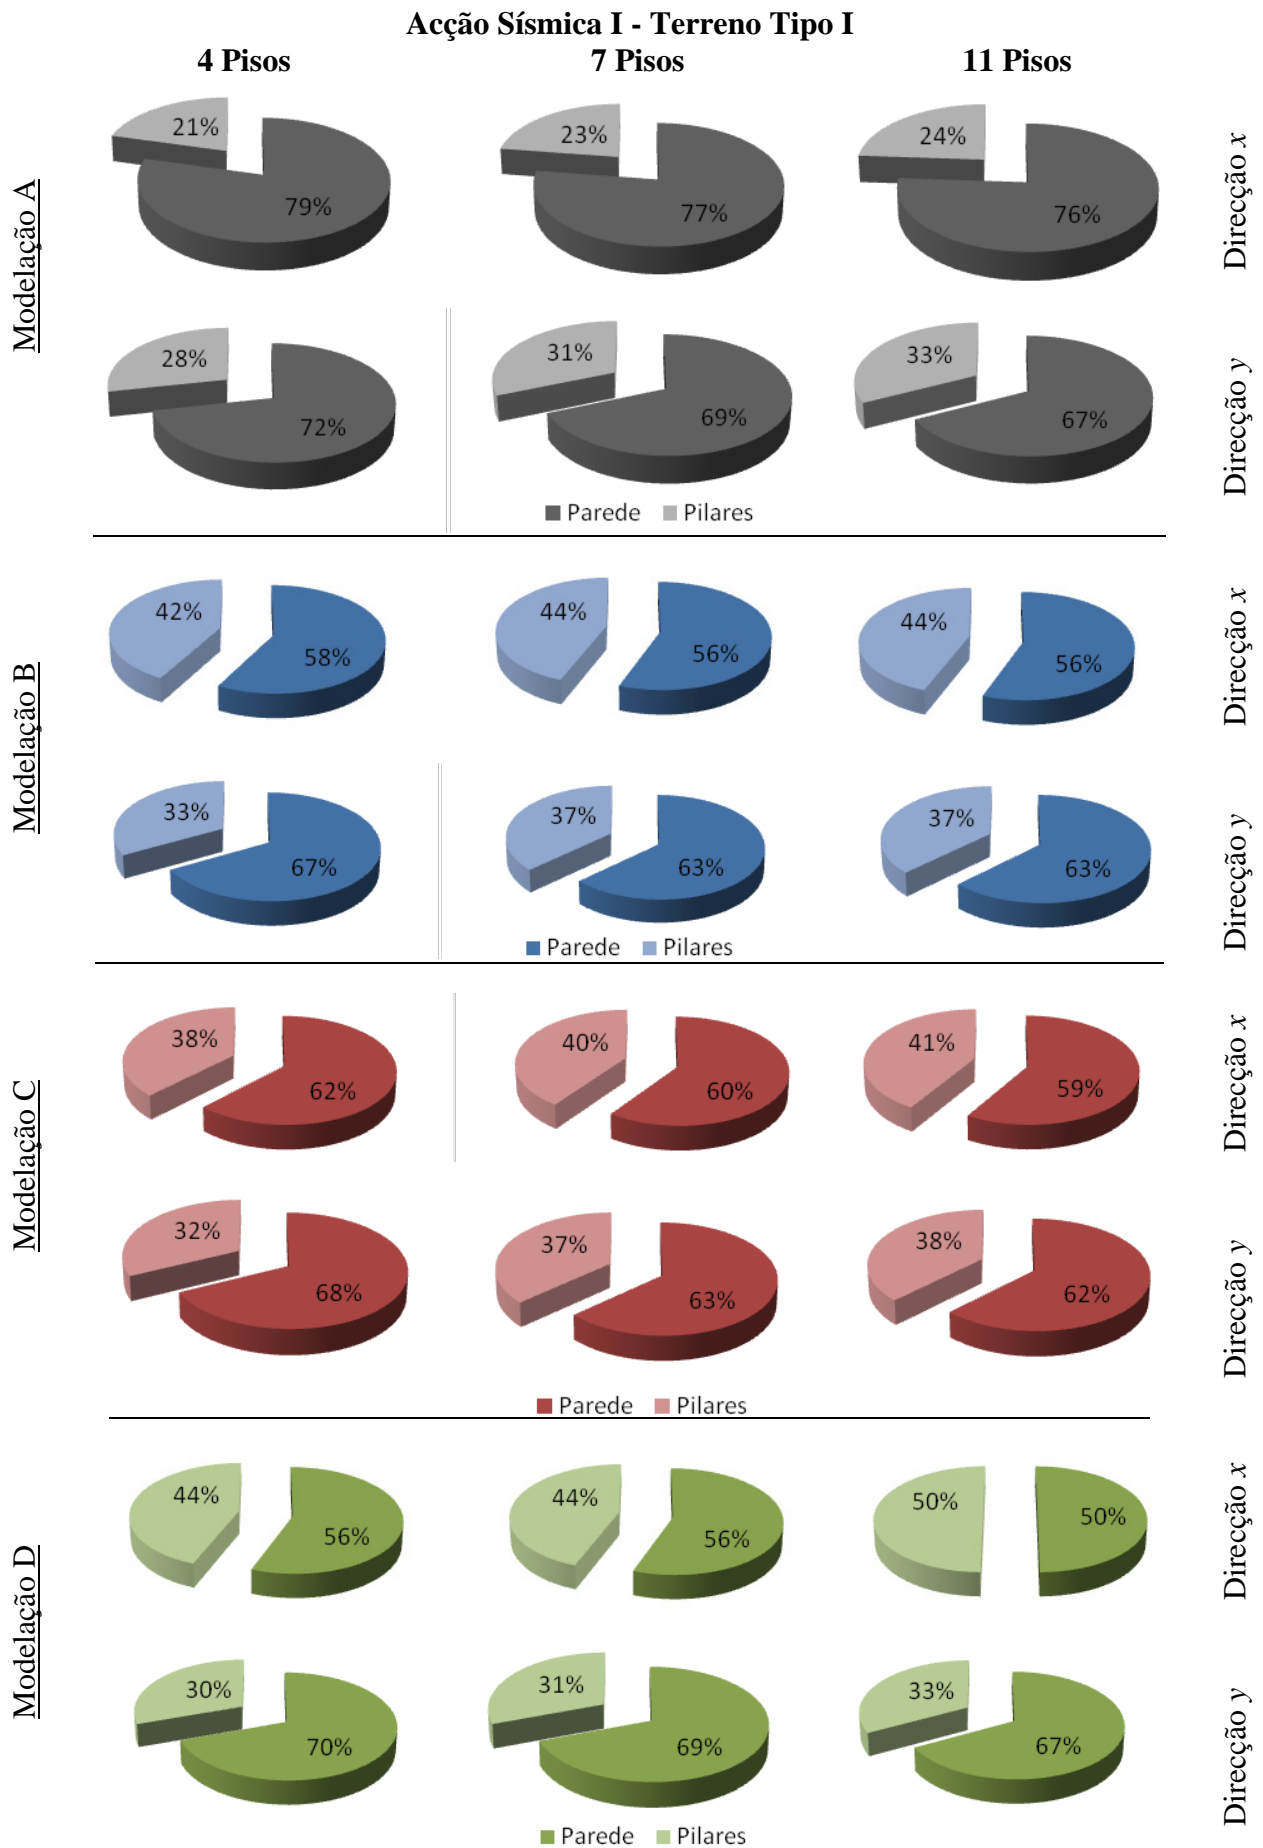 Acção Sísmica I - Terreno Tipo I
4 Pisos 7 Pisos 11 Pisos
Modelação A
21% 79% 23% 77% 24% 76%
Direcção x
28% 72% 31% 69% 33% 67%
Direcção y
Parede Pilares
Modelação B
42% 58% 44% 56% 44% 56%
Direcção x
33% 67% 37% 63% 37% 63%
Direcção y
Parede Pilares
Modelação C
38% 62% 40% 60% 41% 59%
Direcção x
32% 68% 37% 63% 38% 62%
Direcção y
Parede Pilares
Modelação D
44% 56% 44% 56% 50% 50%
Direcção x
30% 70% 31% 69% 33% 67%
Direcção y
Parede Pilares